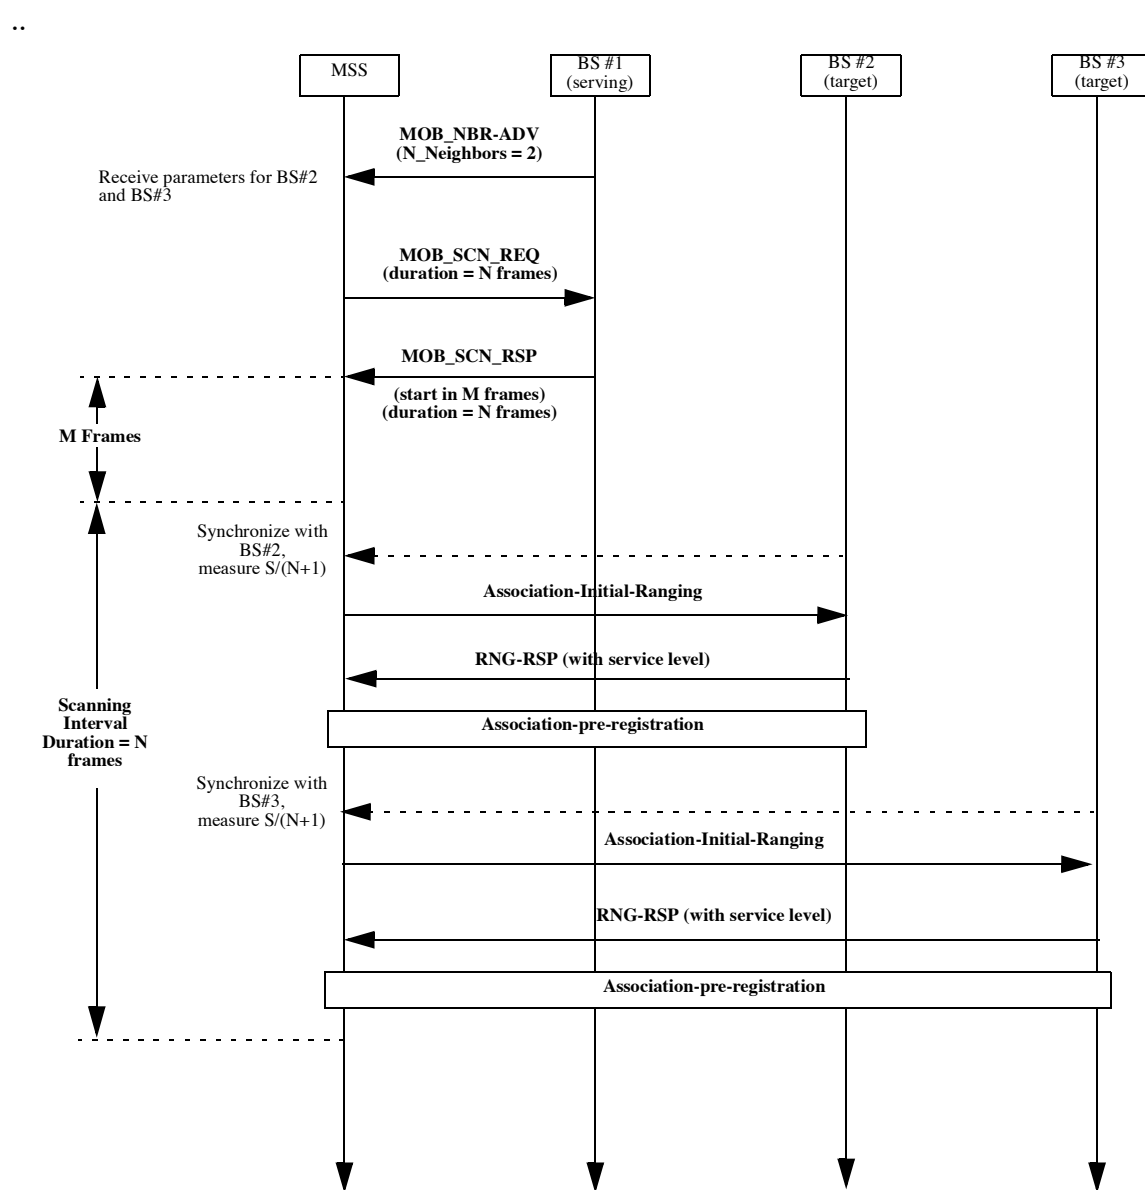 ..
MSS
BS #1
(serving)
BS #2
(target)
BS #3
(target)
MOB_NBR-ADV
(N_Neighbors = 2)
Receive parameters for BS#2
and BS#3
MOB_SCN_REQ
(duration = N frames)
MOB_SCN_RSP
(start in M frames)
(duration = N frames)
M Frames
Synchronize with
BS#2,
measure S/(N+1)
Association-Initial-Ranging
RNG-RSP (with service level)
Scanning
Interval
Duration = N
frames
Association-pre-registration
Synchronize with
BS#3,
measure S/(N+1)
Association-Initial-Ranging
RNG-RSP (with service level)
Association-pre-registration